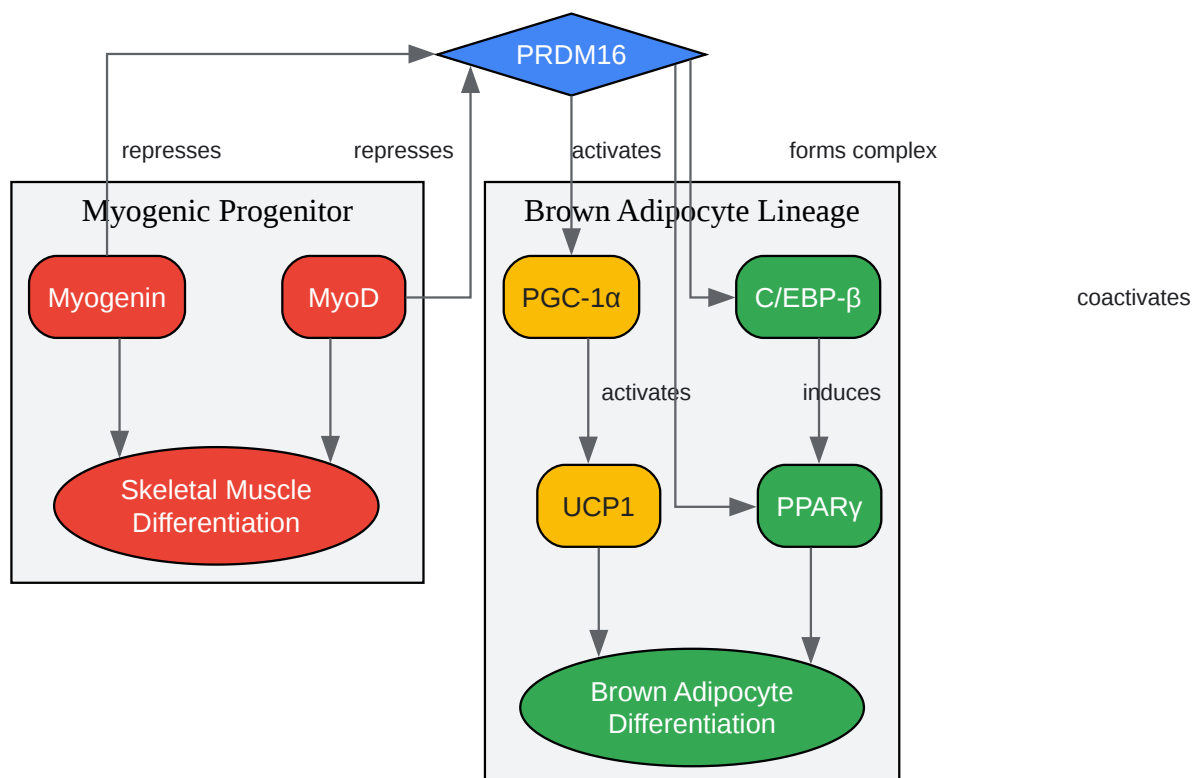 PRDM16
represses
represses
activates
forms complex
Myogenic Progenitor
Brown Adipocyte Lineage
Myogenin
MyoD
PGC-1α
C/EBP-β
coactivates
activates
induces
Skeletal Muscle
Differentiation
UCP1
PPARγ
Brown Adipocyte
Differentiation